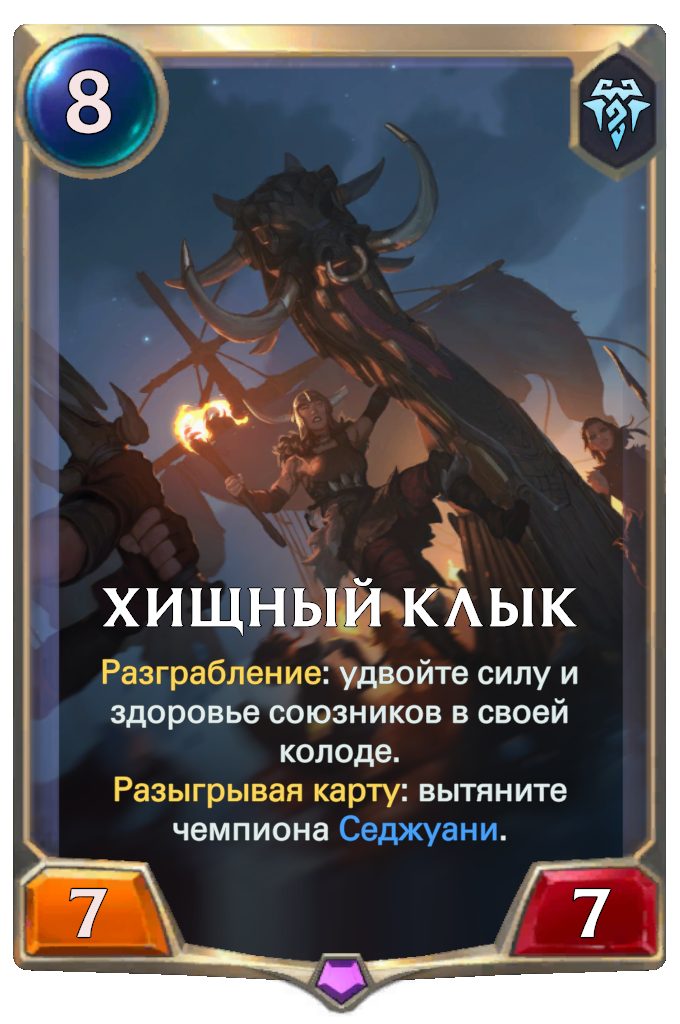 8
ХИЩНЫЙ КЛЫК
Разграбление: удвойте силу и
здоровье союзников в своей
колоде.
Разыгрывая карту: вытяните
чемпиона Седжуани.
7
7